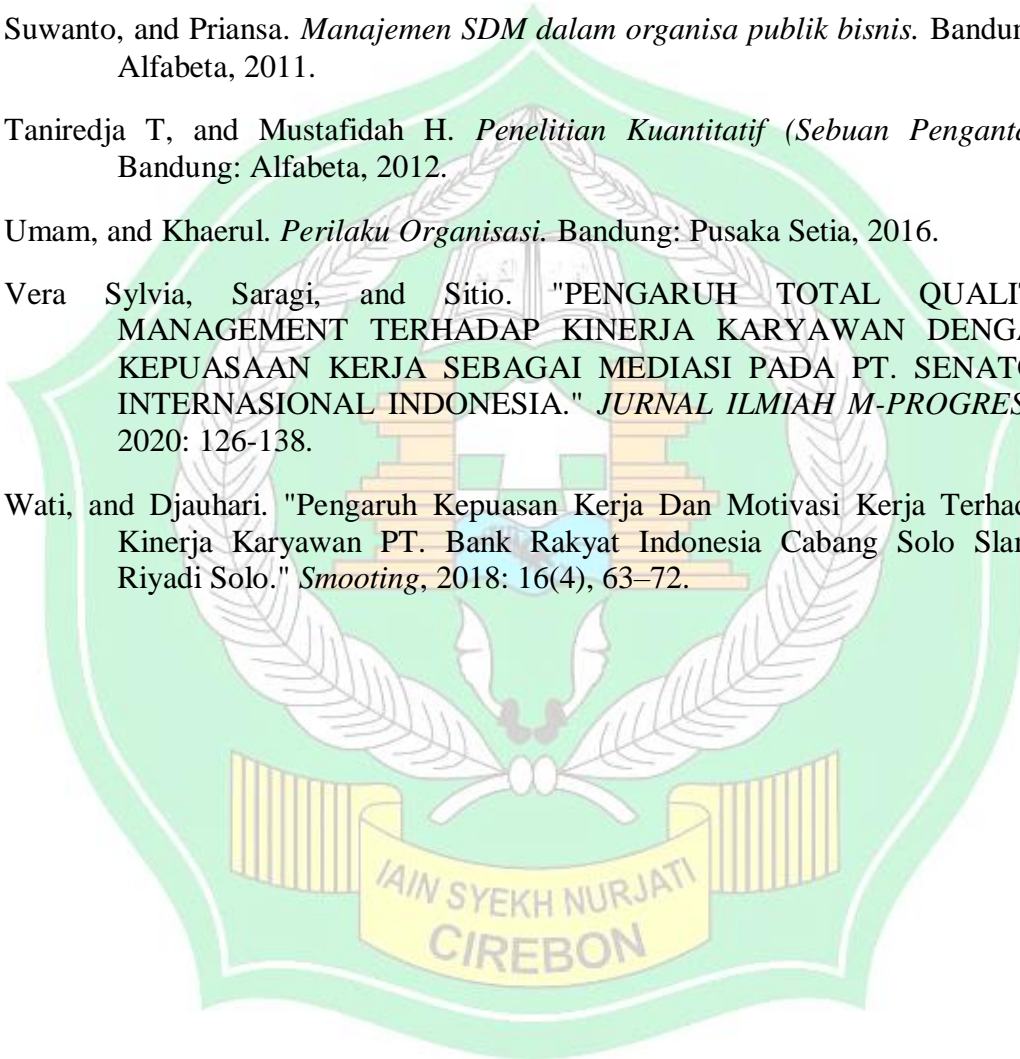 Suwanto, and Priansa. Manajemen SDM dalam organisa publik bisnis. Bandun
Alfabeta, 2011.
Taniredja T, and Mustafidah H. Penelitian Kuantitatif (Sebuan Penganta
Bandung: Alfabeta, 2012.
Umam, and Khaerul. Perilaku Organisasi. Bandung: Pusaka Setia, 2016.
Vera Sylvia, Saragi, and Sitio. "PENGARUH TOTAL QUALIT
MANAGEMENT TERHADAP KINERJA KARYAWAN DENGA
KEPUASAAN KERJA SEBAGAI MEDIASI PADA PT. SENATO
INTERNASIONAL INDONESIA." JURNAL ILMIAH M-PROGRES
2020: 126-138.
Wati, and Djauhari. "Pengaruh Kepuasan Kerja Dan Motivasi Kerja Terhad
Kinerja Karyawan PT. Bank Rakyat Indonesia Cabang Solo Slam
Riyadi Solo." Smooting, 2018: 16(4), 63–72.
IAIN SYEKH NURJATI
CIREBON